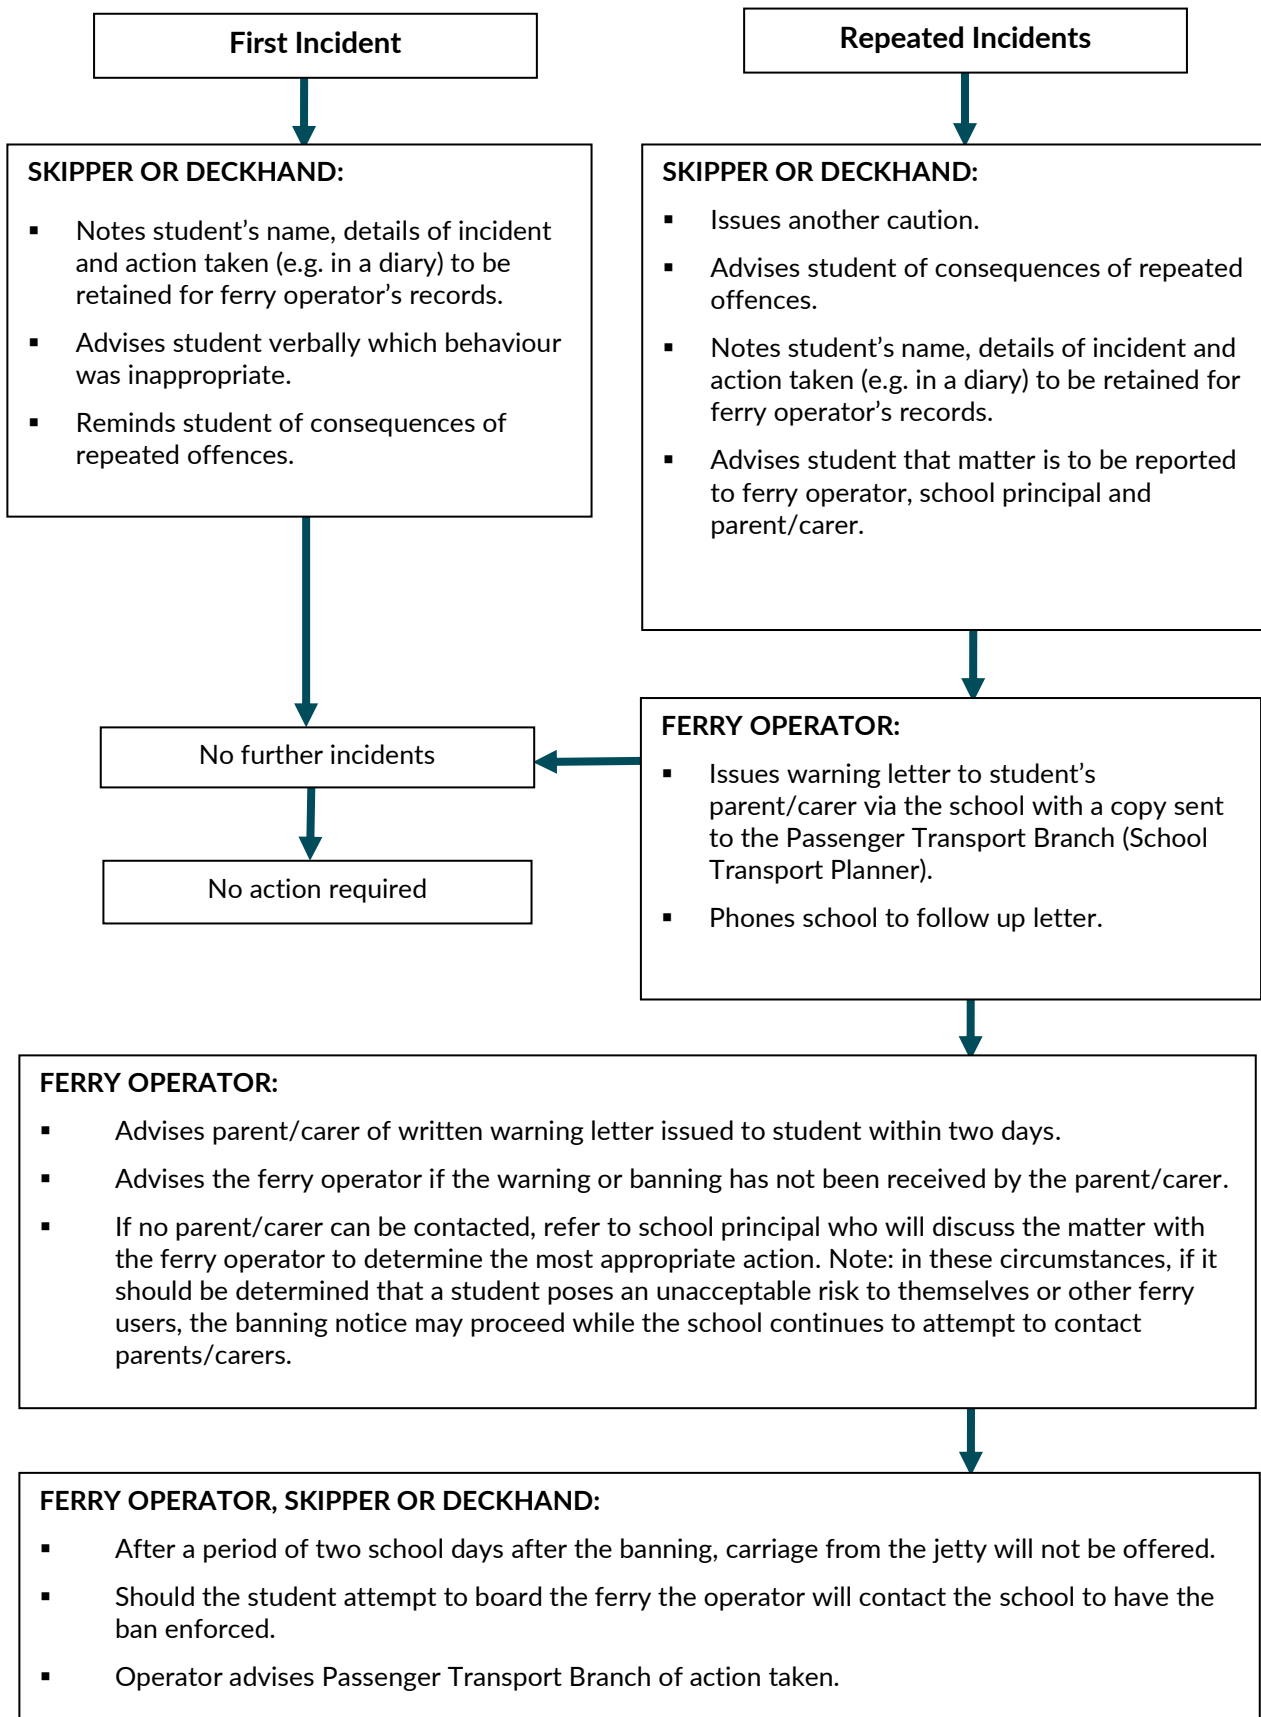 First Incident
Repeated Incidents
SKIPPER OR DECKHAND:
▪ Notes student’s name, details of incident
and action taken (e.g. in a diary) to be
retained for ferry operator’s records.
▪ Advises student verbally which behaviour
was inappropriate.
▪ Reminds student of consequences of
repeated offences.
SKIPPER OR DECKHAND:
▪ Issues another caution.
▪ Advises student of consequences of repeated
offences.
▪ Notes student’s name, details of incident and
action taken (e.g. in a diary) to be retained for
ferry operator’s records.
▪ Advises student that matter is to be reported
to ferry operator, school principal and
parent/carer.
No further incidents
No action required
FERRY OPERATOR:
▪ Issues warning letter to student’s
parent/carer via the school with a copy sent
to the Passenger Transport Branch (School
Transport Planner).
▪ Phones school to follow up letter.
FERRY OPERATOR:
▪ Advises parent/carer of written warning letter issued to student within two days.
▪ Advises the ferry operator if the warning or banning has not been received by the parent/carer.
▪ If no parent/carer can be contacted, refer to school principal who will discuss the matter with
the ferry operator to determine the most appropriate action. Note: in these circumstances, if it
should be determined that a student poses an unacceptable risk to themselves or other ferry
users, the banning notice may proceed while the school continues to attempt to contact
parents/carers.
FERRY OPERATOR, SKIPPER OR DECKHAND:
▪ After a period of two school days after the banning, carriage from the jetty will not be offered.
▪ Should the student attempt to board the ferry the operator will contact the school to have the
ban enforced.
▪ Operator advises Passenger Transport Branch of action taken.